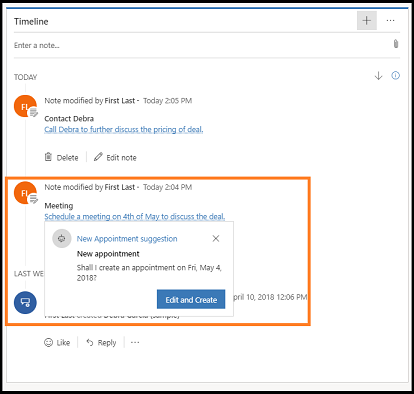 Timeline
Enter a note...
TODAY
FL
Note modified by First Last - Today 2:05 PM
Contact Debra
Call Debra to further discuss the pricing of deal.
Delete
Edit note
FL
Note modified by First Last - Today 2:04 PM
Meeting
Schedule a meeting on 4th of May to discuss the deal.
New Appointment suggestion
New appointment
Shall I create an appointment on Fri, May 4, 2018?
Edit and Create
LAST WE
pril 10, 2018 12:06 PM
First Last created Debra Garcia (sample)
Like
Reply